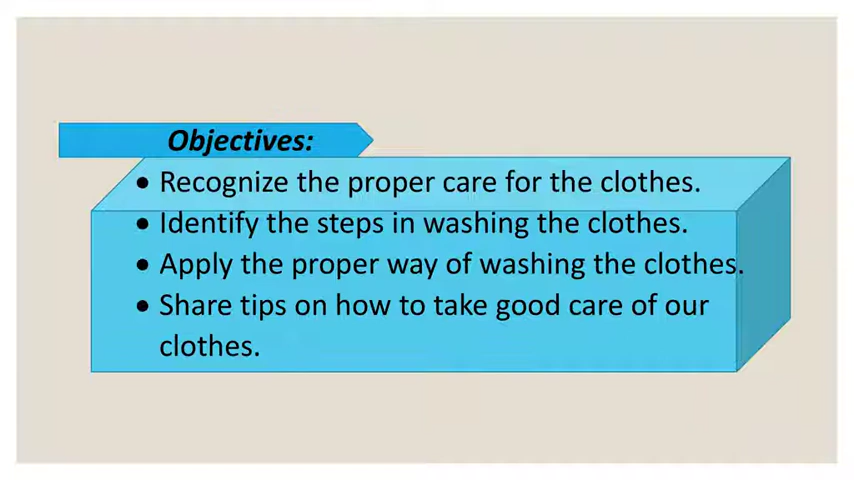 Objectives:
• Recognize the proper care for the clothes.
• Identify the steps in washing the clothes.
• Apply the proper way of washing the clothes.
• Share tips on how to take good care of our
clothes.